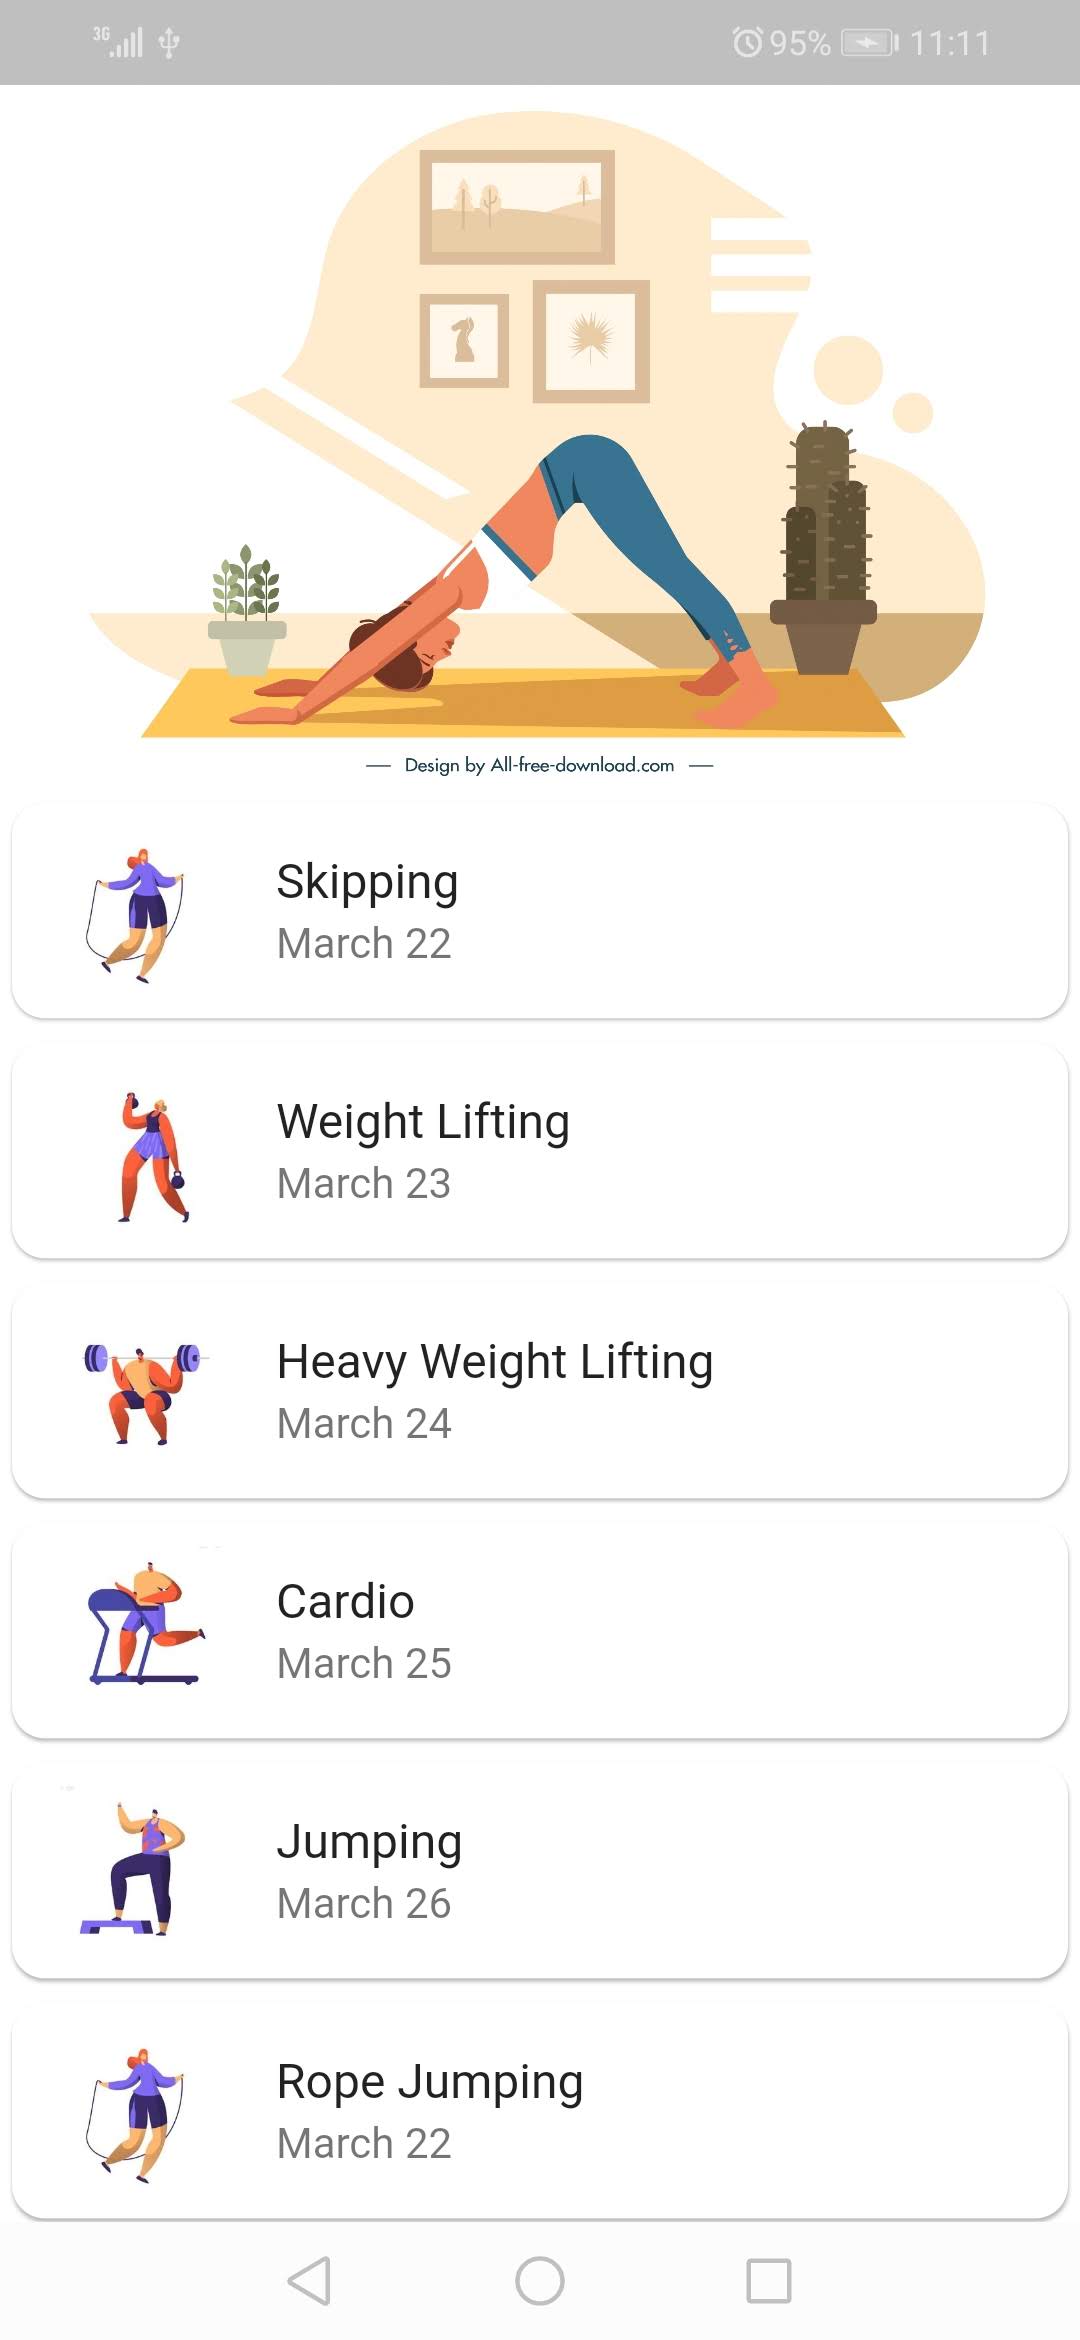 3G 95% 11:11
Design by All-free-download.com
Skipping
March 22
Weight Lifting
March 23
Heavy Weight Lifting
March 24
Cardio
March 25
Jumping
March 26
Rope Jumping
March 22